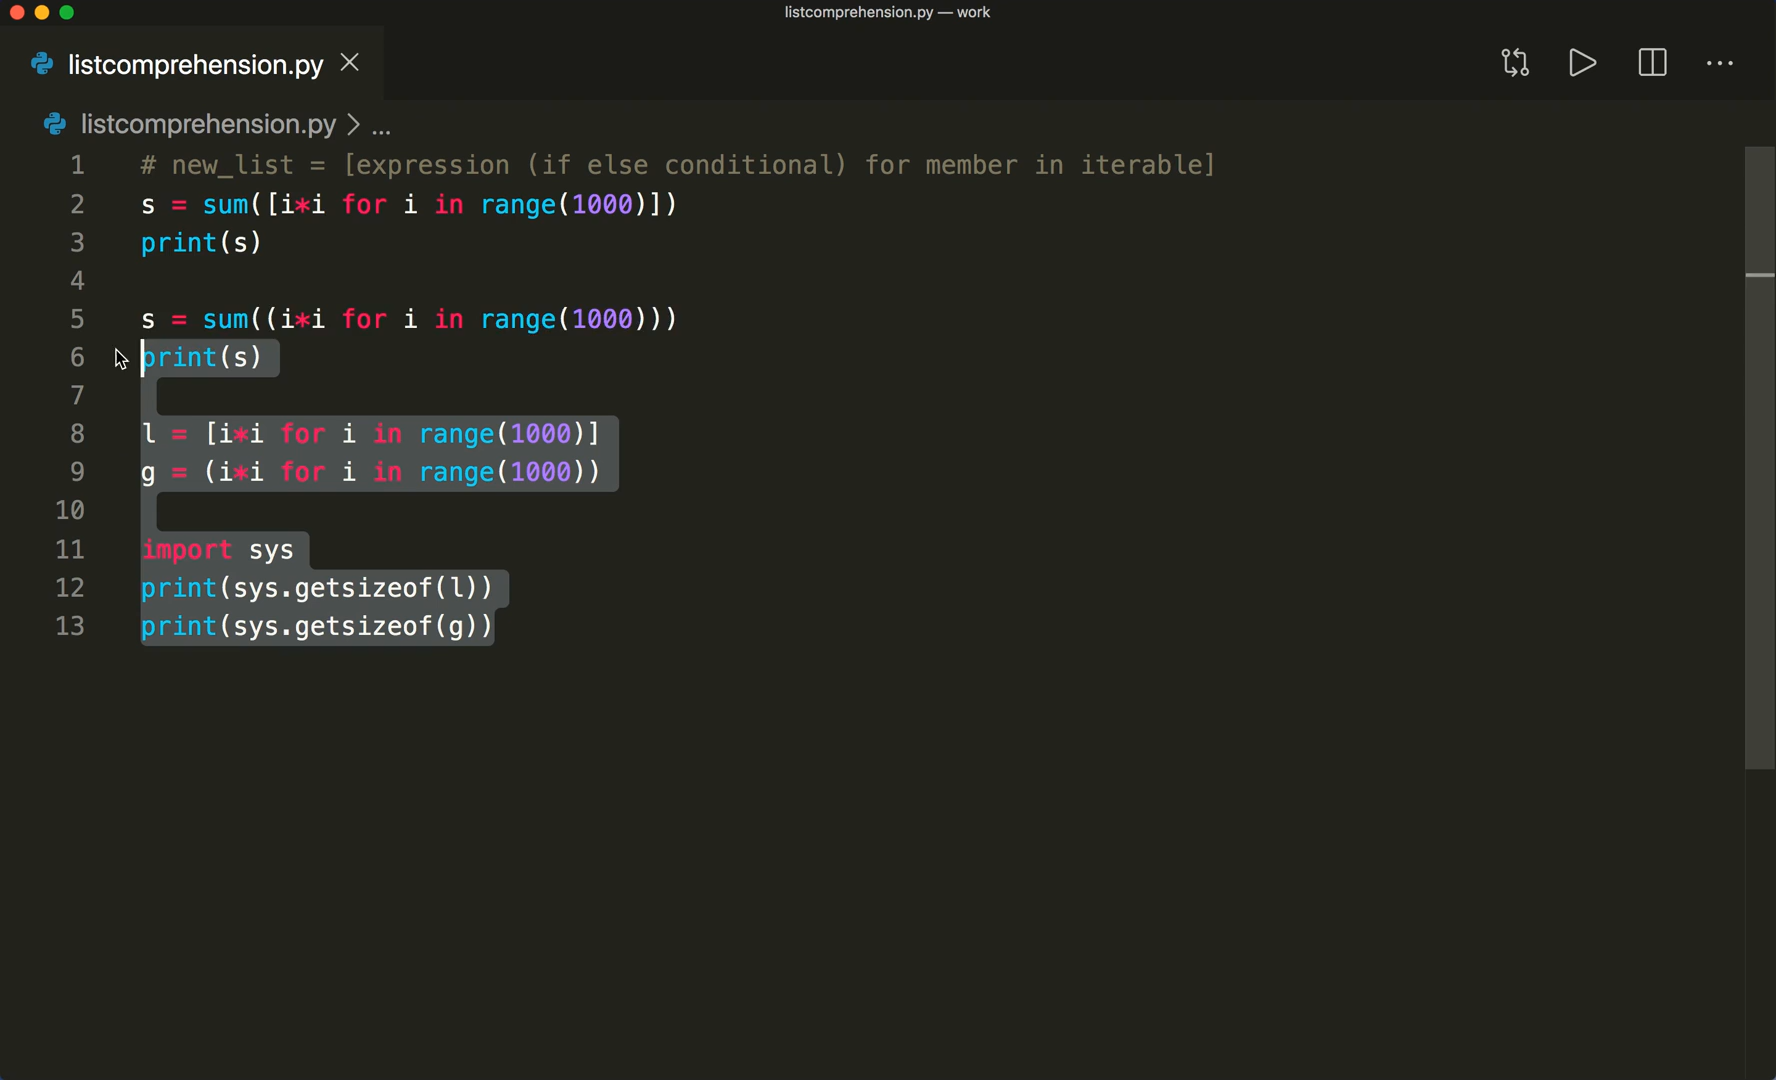 listcomprehension.py — work
listcomprehension.py
listcomprehension.py > ...
1 # new_list = [expression (if else conditional) for member in iterable]
2 s = sum([i*i for i in range(1000)])
3 print(s)
4
5 s = sum((i*i for i in range(1000)))
6 print(s)
7
8 l = [i*i for i in range(1000)]
9 g = (i*i for i in range(1000))
10
11 import sys
12 print(sys.getsizeof(l))
13 print(sys.getsizeof(g))